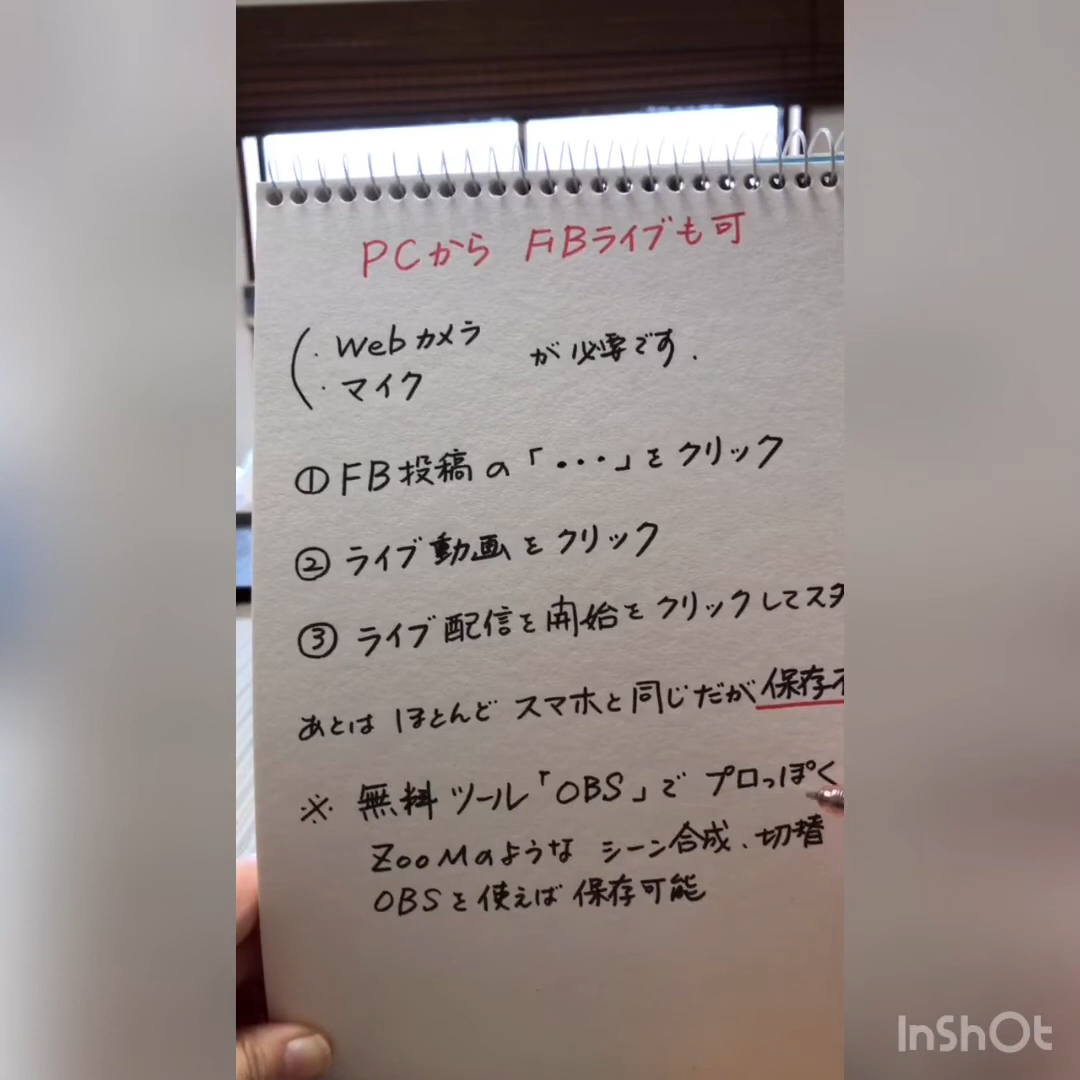 PCから FBライブも可
・Webカメラ
・マイク
が必要です.
① FB投稿の「・・・」をクリック
② ライブ動画をクリック
③ ライブ配信を開始をクリックしてスタ
あとは ほとんど スマホと同じだが保存
※ 無料ツール「OBS」で プロっぽく
ZooMのような シーン合成、切替
OBSを使えば 保存可能
InShOt